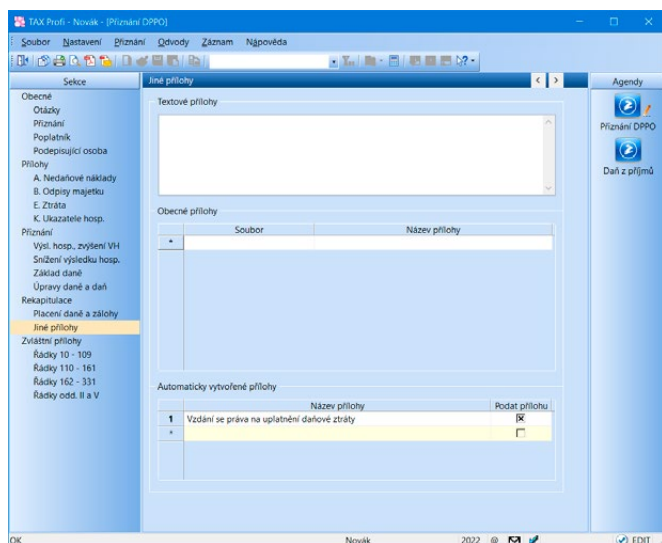 TAX Profi - Novák - [Přiznání DPPO]
Soubor Nastavení Přiznání Odvody Záznam Nápověda
Sekce
Obecné
Otázky
Přiznání
Poplatník
Podepisující osoba
Přílohy
A. Nedaňové náklady
B. Odpisy majetku
E. Ztráta
K. Ukazatele hosp.
Přiznání
Výsl. hosp., zvýšení VH
Snížení výsledku hosp.
Základ daně
Úpravy daně a daň
Rekapitulace
Placení daně a zálohy
Jiné přílohy
Zvláštní přílohy
Řádky 10 - 109
Řádky 110 - 161
Řádky 162 - 331
Řádky odd. II a V
Jiné přílohy
Textové přílohy
Obecné přílohy
Soubor Název přílohy
*
Automaticky vytvořené přílohy
Název přílohy Podat přílohu
1 Vzdání se práva na uplatnění daňové ztráty
*
Agendy
Přiznání DPPO
Daň z příjmů
OK Novák 2022 @ EDIT